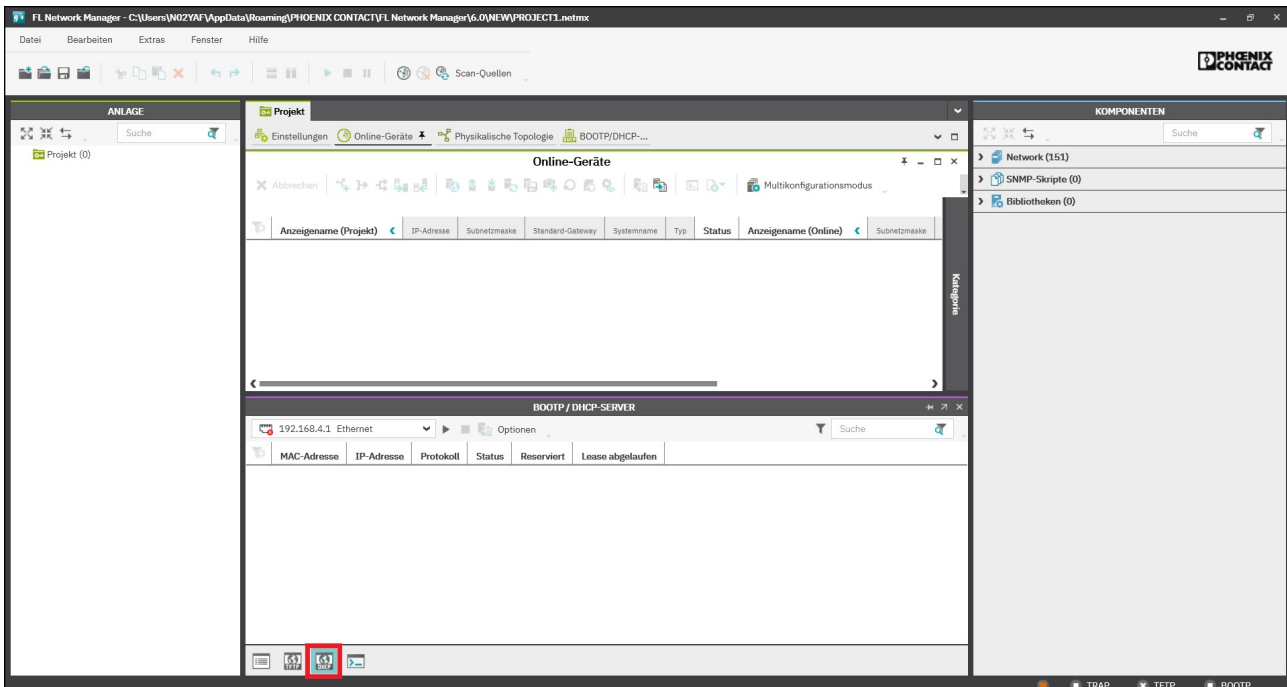 FL Network Manager - C:\Users\N02YAF\AppData\Roaming\PHOENIX CONTACT\FL Network Manager\6.0\NEW\PROJECT1.netmx
Datei Bearbeiten Extras Fenster Hilfe
PHŒNIX
CONTACT
Scan-Quellen
ANLAGE
Suche
Projekt (0)
Projekt
Einstellungen Online-Geräte Physikalische Topologie BOOTP/DHCP-...
Online-Geräte
Abbrechen Multikonfigurationsmodus
Anzeigename (Projekt) IP-Adresse Subnetzmaske Standard-Gateway Systemname Typ Status Anzeigename (Online) Subnetzmaske
Kategorie
BOOTP / DHCP-SERVER
192.168.4.1 Ethernet Optionen Suche
MAC-Adresse IP-Adresse Protokoll Status Reserviert Lease abgelaufen
TFTP DHCP
KOMPONENTEN
Suche
Network (151)
SNMP-Skripte (0)
Bibliotheken (0)
TRAP TFTP BOOTP